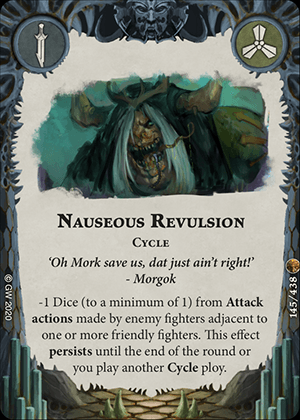 Nauseous Revulsion
Cycle
‘Oh Mork save us, dat just ain’t right!’
- Morgok
-1 Dice (to a minimum of 1) from Attack
actions made by enemy fighters adjacent to
one or more friendly fighters. This effect
persists until the end of the round or
you play another Cycle ploy.
© GW 2020
145/438